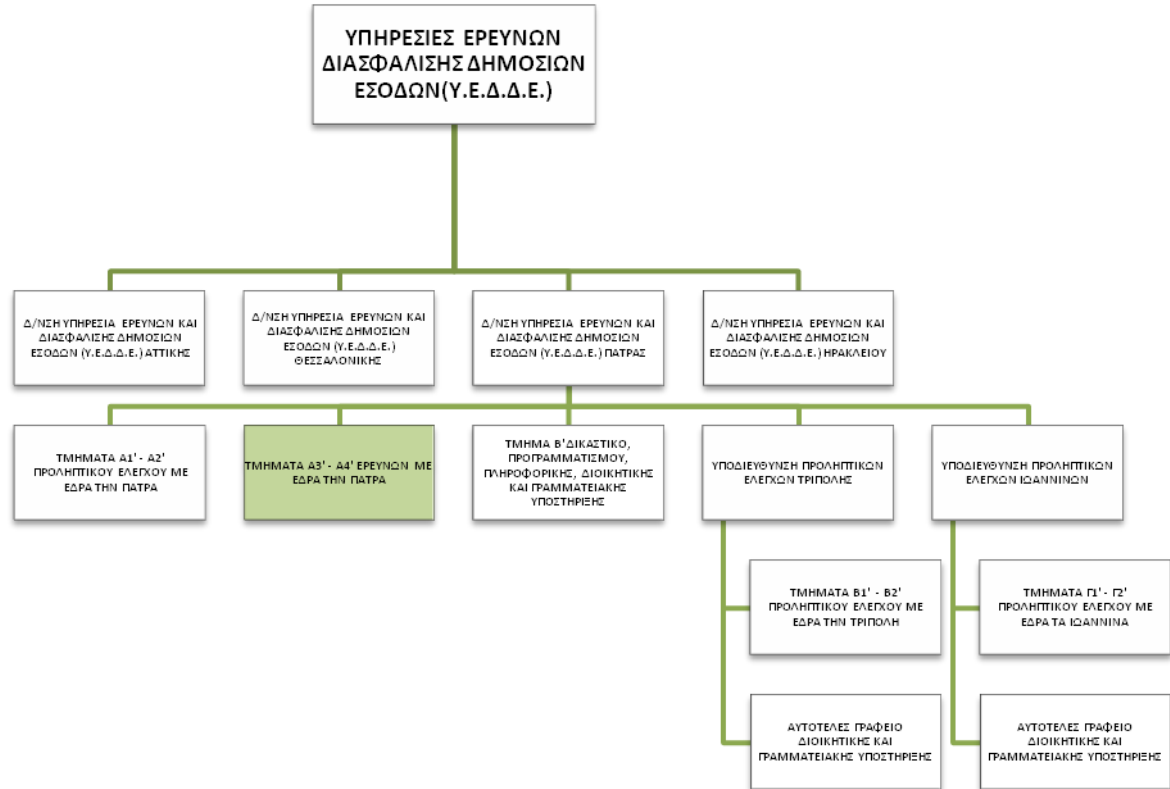 ΥΠΗΡΕΣΙΕΣ ΕΡΕΥΝΩΝ
ΔΙΑΣΦΑΛΙΣΗΣ ΔΗΜΟΣΙΩΝ
ΕΣΟΔΩΝ(Υ.Ε.Δ.Δ.Ε.)
Δ/ΝΣΗ ΥΠΗΡΕΣΙΑ ΕΡΕΥΝΩΝ ΚΑΙ
ΔΙΑΣΦΑΛΙΣΗΣ ΔΗΜΟΣΙΩΝ
ΕΣΟΔΩΝ (Υ.Ε.Δ.Δ.Ε.) ΑΤΤΙΚΗΣ
Δ/ΝΣΗ ΥΠΗΡΕΣΙΑ ΕΡΕΥΝΩΝ ΚΑΙ
ΔΙΑΣΦΑΛΙΣΗΣ ΔΗΜΟΣΙΩΝ
ΕΣΟΔΩΝ (Υ.Ε.Δ.Δ.Ε.)
ΘΕΣΣΑΛΟΝΙΚΗΣ
Δ/ΝΣΗ ΥΠΗΡΕΣΙΑ ΕΡΕΥΝΩΝ ΚΑΙ
ΔΙΑΣΦΑΛΙΣΗΣ ΔΗΜΟΣΙΩΝ
ΕΣΟΔΩΝ (Υ.Ε.Δ.Δ.Ε.) ΠΑΤΡΑΣ
Δ/ΝΣΗ ΥΠΗΡΕΣΙΑ ΕΡΕΥΝΩΝ ΚΑΙ
ΔΙΑΣΦΑΛΙΣΗΣ ΔΗΜΟΣΙΩΝ
ΕΣΟΔΩΝ (Υ.Ε.Δ.Δ.Ε.) ΗΡΑΚΛΕΙΟΥ
ΤΜΗΜΑΤΑ Α1' - Α2'
ΠΡΟΛΗΠΤΙΚΟΥ ΕΛΕΓΧΟΥ ΜΕ
ΕΔΡΑ ΤΗΝ ΠΑΤΡΑ
ΤΜΗΜΑΤΑ Α3' - Α4' ΕΡΕΥΝΩΝ ΜΕ
ΕΔΡΑ ΤΗΝ ΠΑΤΡΑ
ΤΜΗΜΑ Β' ΔΙΚΑΣΤΙΚΟ,
ΠΡΟΓΡΑΜΜΑΤΙΣΜΟΥ,
ΠΛΗΡΟΦΟΡΙΚΗΣ, ΔΙΟΙΚΗΤΙΚΗΣ
ΚΑΙ ΓΡΑΜΜΑΤΕΙΑΚΗΣ
ΥΠΟΣΤΗΡΙΞΗΣ
ΥΠΟΔΙΕΥΘΥΝΣΗ ΠΡΟΛΗΠΤΙΚΩΝ
ΕΛΕΓΧΩΝ ΤΡΙΠΟΛΗΣ
ΥΠΟΔΙΕΥΘΥΝΣΗ ΠΡΟΛΗΠΤΙΚΩΝ
ΕΛΕΓΧΩΝ ΙΩΑΝΝΙΝΩΝ
ΤΜΗΜΑΤΑ Β1' - Β2'
ΠΡΟΛΗΠΤΙΚΟΥ ΕΛΕΓΧΟΥ ΜΕ
ΕΔΡΑ ΤΗΝ ΤΡΙΠΟΛΗ
ΤΜΗΜΑΤΑ Γ1' - Γ2'
ΠΡΟΛΗΠΤΙΚΟΥ ΕΛΕΓΧΟΥ ΜΕ
ΕΔΡΑ ΤΑ ΙΩΑΝΝΙΝΑ
ΑΥΤΟΤΕΛΕΣ ΓΡΑΦΕΙΟ
ΔΙΟΙΚΗΤΙΚΗΣ ΚΑΙ
ΓΡΑΜΜΑΤΕΙΑΚΗΣ ΥΠΟΣΤΗΡΙΞΗΣ
ΑΥΤΟΤΕΛΕΣ ΓΡΑΦΕΙΟ
ΔΙΟΙΚΗΤΙΚΗΣ ΚΑΙ
ΓΡΑΜΜΑΤΕΙΑΚΗΣ ΥΠΟΣΤΗΡΙΞΗΣ